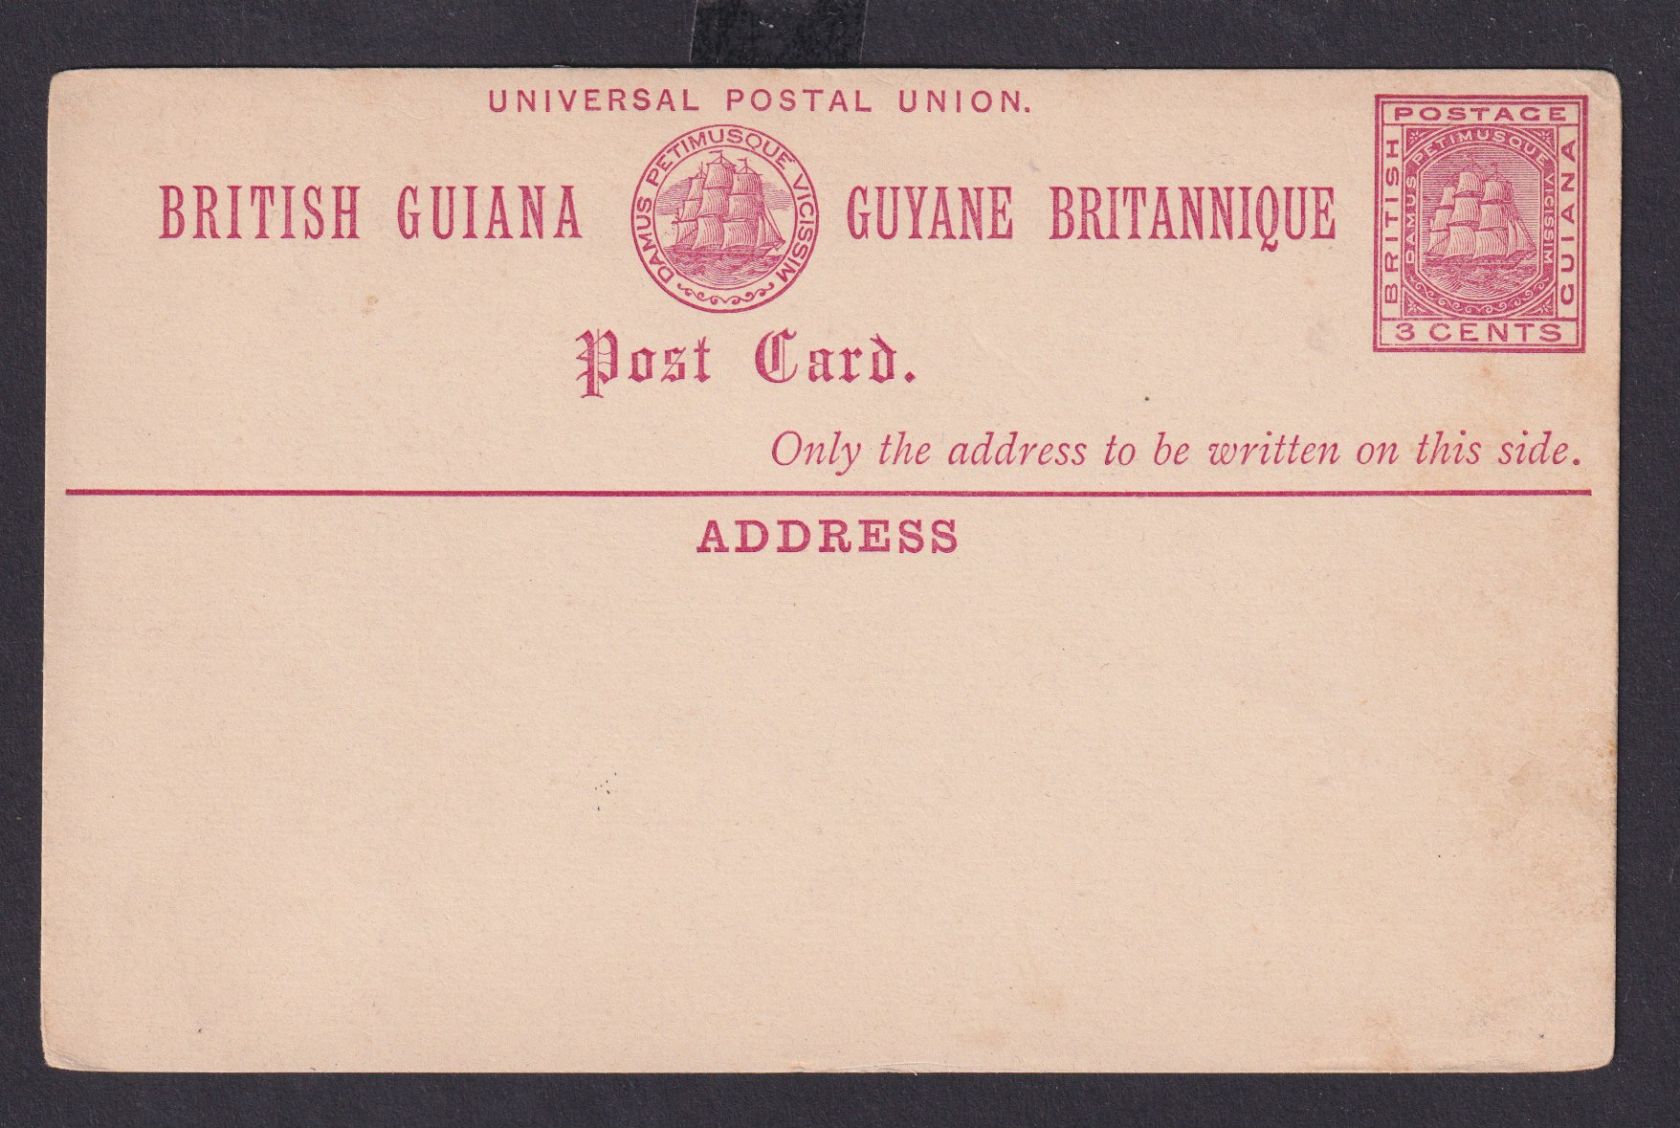 UNIVERSAL POSTAL UNION.
BRITISH GUIANA
DAMUS PETIMUSQUE VICISSIM
GUYANE BRITANNIQUE
POSTAGE
BRITISH
DAMUS PETIMUSQUE VICISSIM
GUIANA
3 CENTS
Post Card.
Only the address to be written on this side.
ADDRESS